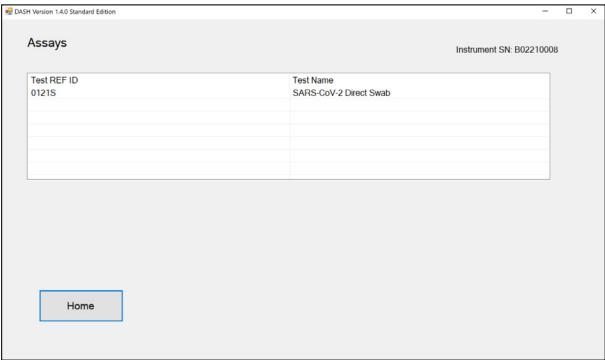 DASH Version 1.4.0 Standard Edition
Assays
Instrument SN: B02210008
Test REF ID Test Name
0121S SARS-CoV-2 Direct Swab
Home